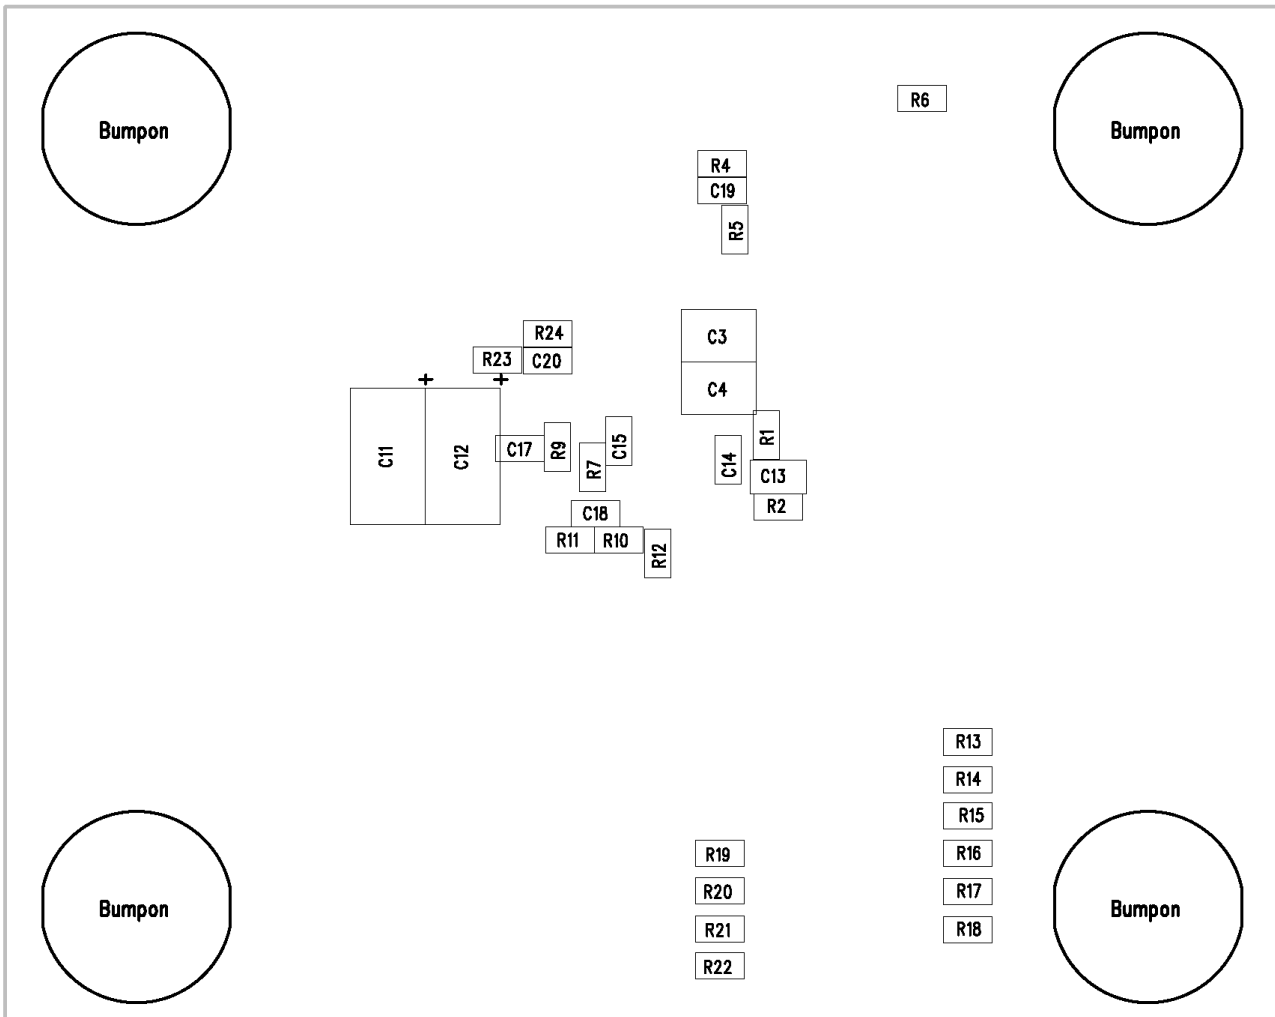 R6
Bumpon
Bumpon
R4
C19
R5
R24
R23
C20
C3
C4
C11
C12
C17
R9
R7
C15
C14
R1
C13
R2
C18
R11
R10
R12
R13
R14
R15
R16
R17
R18
R19
R20
R21
R22
Bumpon
Bumpon